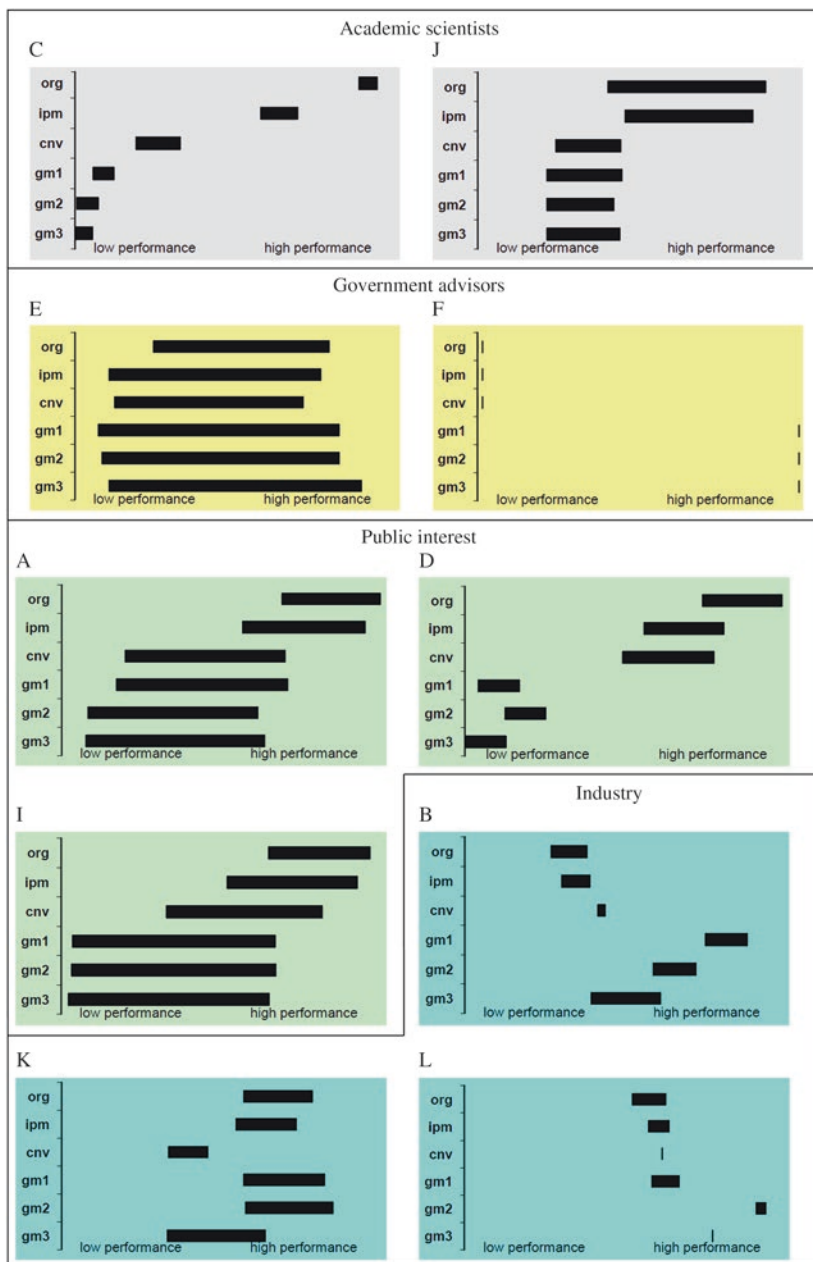 Academic scientists
C
org
ipm
cnv
gm1
gm2
gm3
low performance high performance
J
org
ipm
cnv
gm1
gm2
gm3
low performance high performance
Government advisors
E
org
ipm
cnv
gm1
gm2
gm3
low performance high performance
F
org
ipm
cnv
gm1
gm2
gm3
low performance high performance
Public interest
A
org
ipm
cnv
gm1
gm2
gm3
low performance high performance
D
org
ipm
cnv
gm1
gm2
gm3
low performance high performance
I
org
ipm
cnv
gm1
gm2
gm3
low performance high performance
Industry
B
org
ipm
cnv
gm1
gm2
gm3
low performance high performance
K
org
ipm
cnv
gm1
gm2
gm3
low performance high performance
L
org
ipm
cnv
gm1
gm2
gm3
low performance high performance